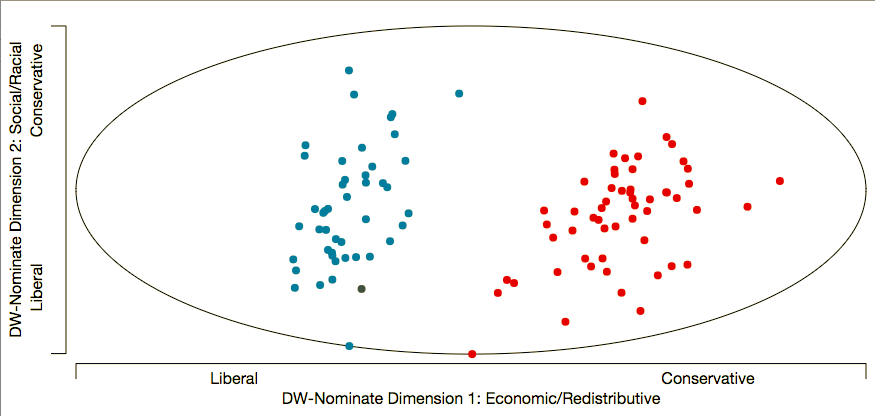 DW-Nominate Dimension 2: Social/Racial
Conservative
Liberal
Liberal
Conservative
DW-Nominate Dimension 1: Economic/Redistributive